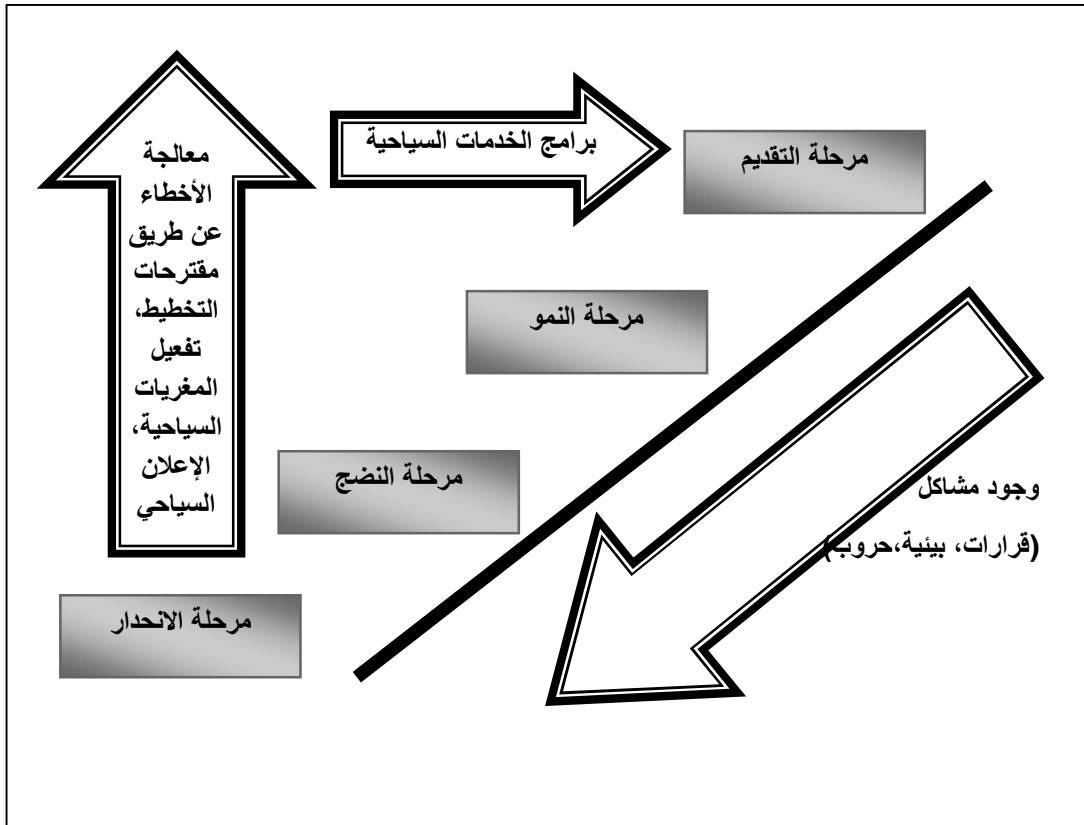 مرحلة التقديم
برامج الخدمات السياحية
معالجة
الأخطاء
عن طريق
مقترحات
التخطيط،
تفعيل
المغريات
السياحية،
الإعلان
السياحي
مرحلة النمو
مرحلة النضج
وجود مشاكل
(قرارات، بيئية،حروب)
مرحلة الانحدار